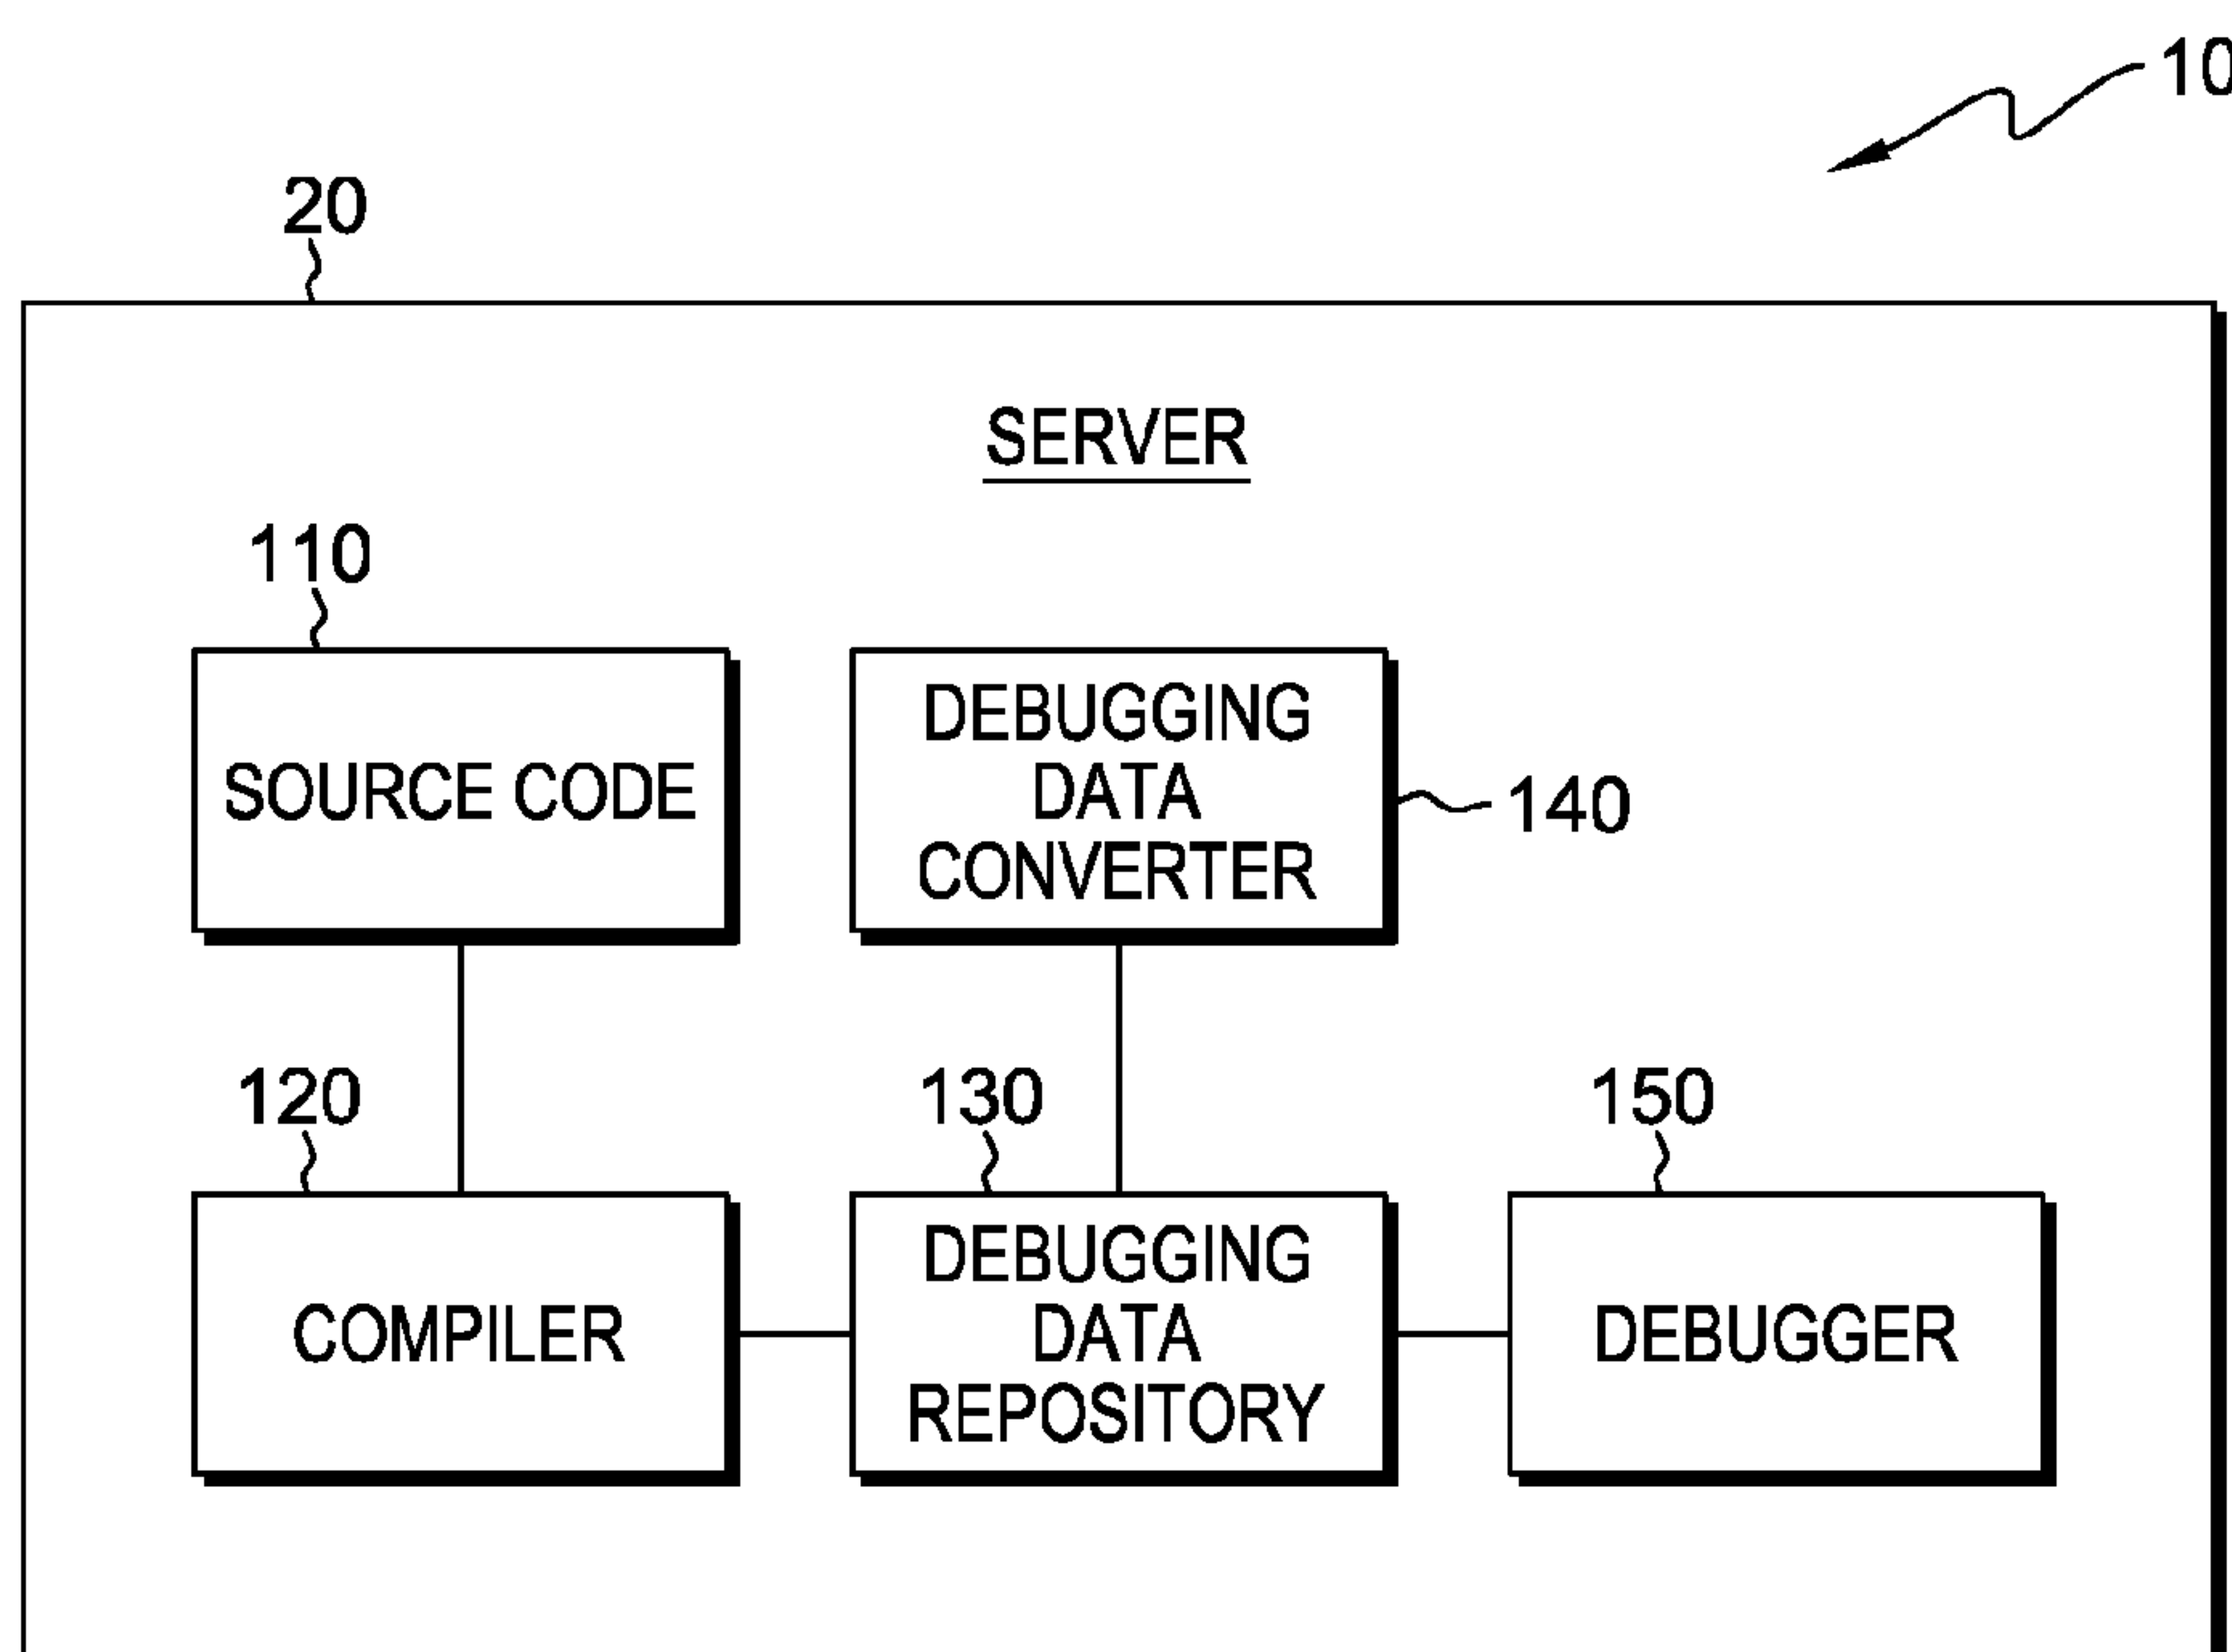 10
20
SERVER
110
SOURCE CODE
DEBUGGING
DATA
CONVERTER
140
120
130
150
COMPILER
DEBUGGING
DATA
REPOSITORY
DEBUGGER